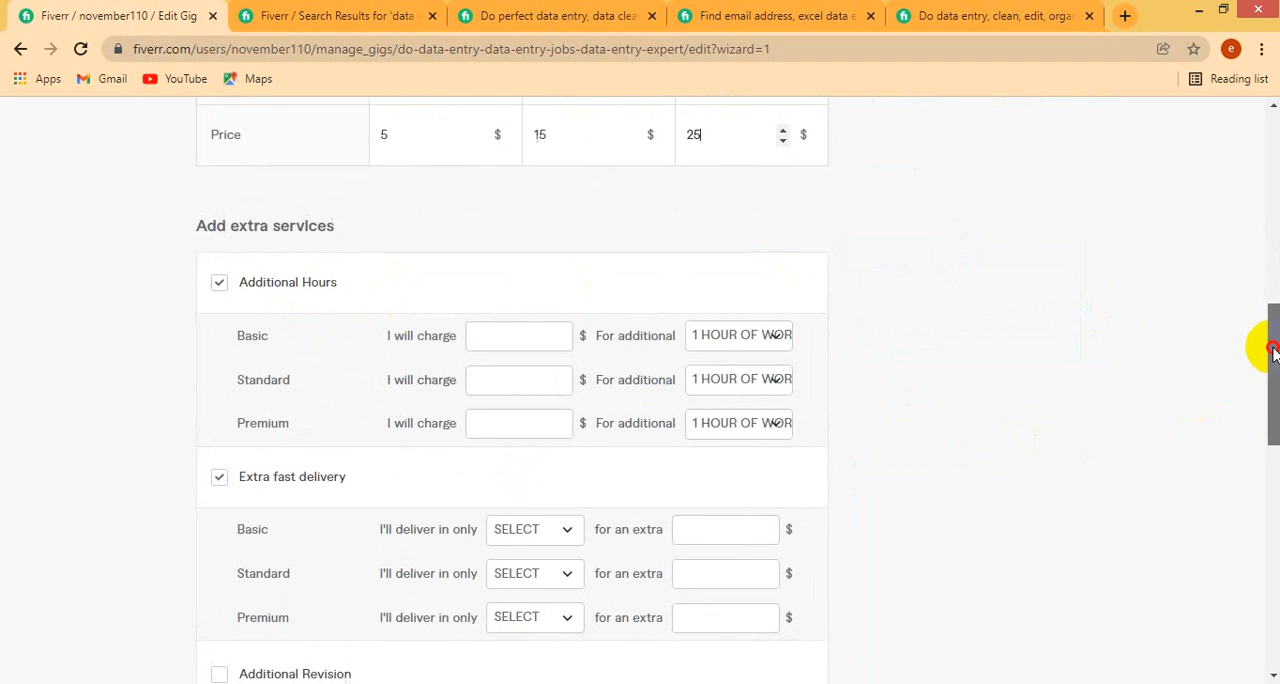 Fiverr / november110 / Edit Gig
Fiverr / Search Results for 'data
Do perfect data entry, data clea
Find email address, excel data e
Do data entry, clean, edit, orga
fiverr.com/users/november110/manage_gigs/do-data-entry-data-entry-jobs-data-entry-expert/edit?wizard=1
e
Apps Gmail YouTube Maps Reading list
Price 5 $ 15 $ 25 $
Add extra services
Additional Hours
Basic I will charge $ For additional 1 HOUR OF WOR
Standard I will charge $ For additional 1 HOUR OF WOR
Premium I will charge $ For additional 1 HOUR OF WOR
Extra fast delivery
Basic I'll deliver in only SELECT for an extra $
Standard I'll deliver in only SELECT for an extra $
Premium I'll deliver in only SELECT for an extra $
Additional Revision